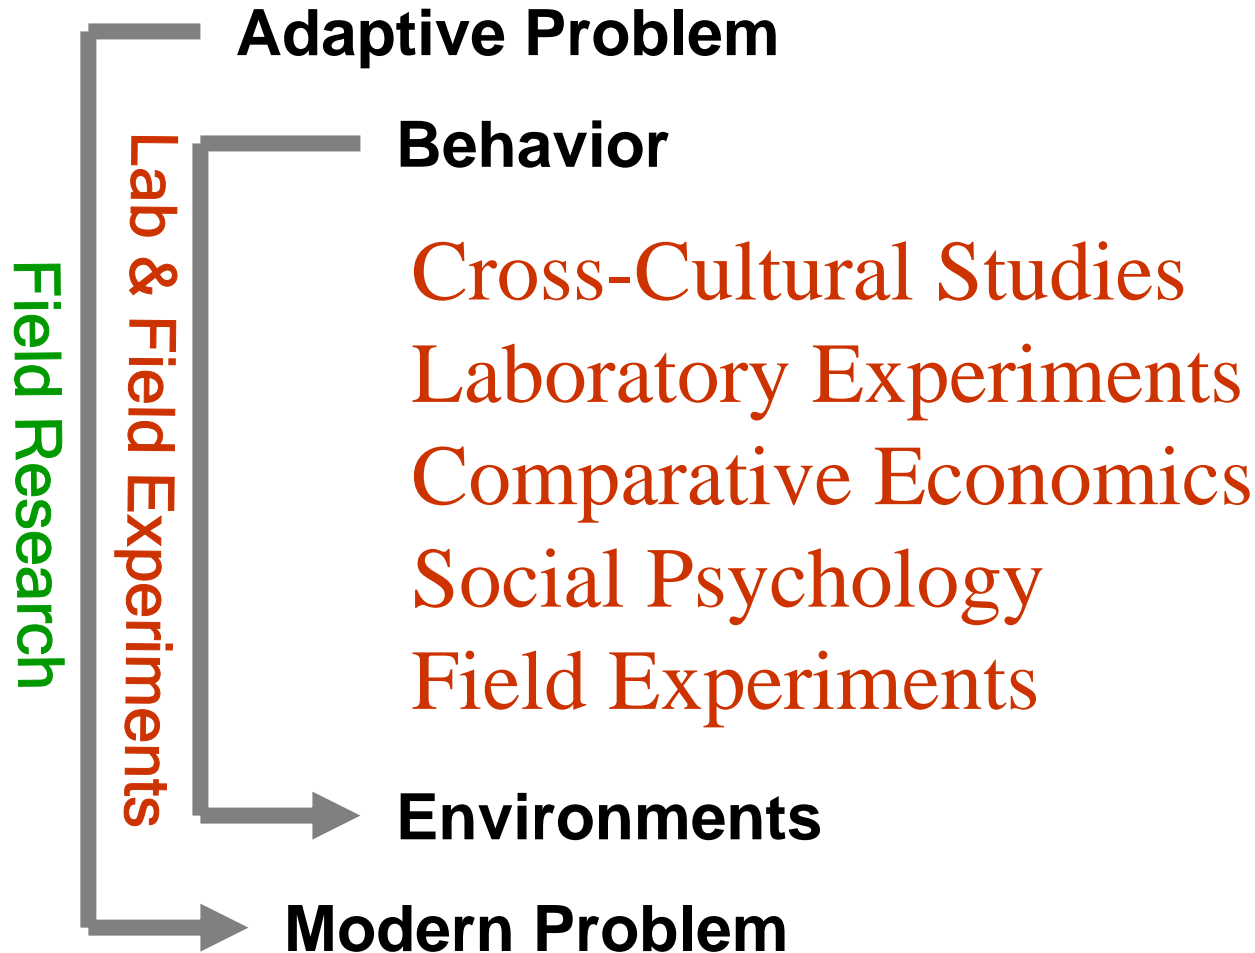 Adaptive Problem
Behavior
Cross-Cultural Studies
Laboratory Experiments
Comparative Economics
Social Psychology
Field Experiments
Environments
Modern Problem
Lab & Field Experiments
Field Research